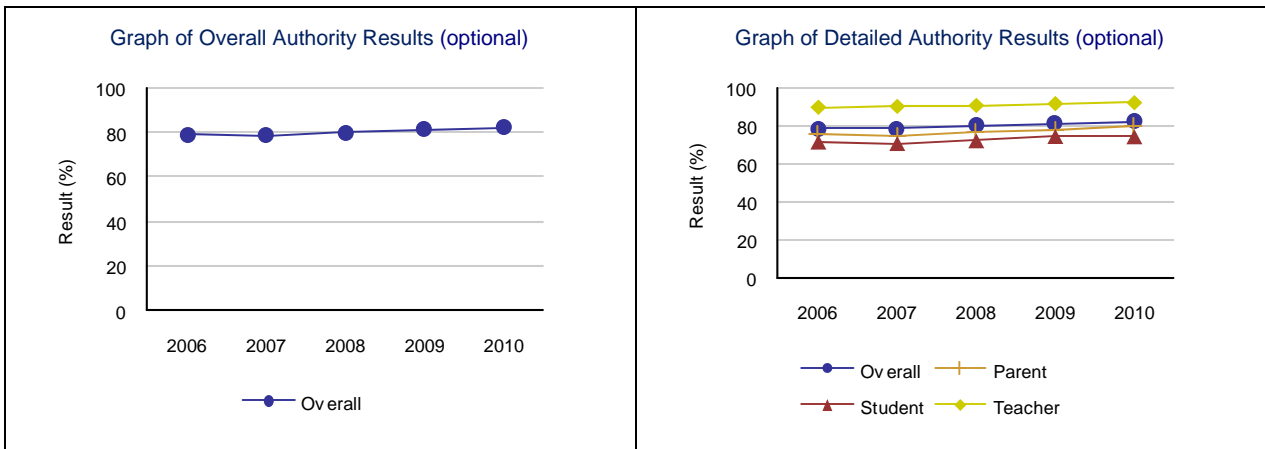 Graph of Overall Authority Results (optional)
100
80
60
40
20
0
Result (%)
2006 2007 2008 2009 2010
Ov erall
Graph of Detailed Authority Results (optional)
100
80
60
40
20
0
Result (%)
2006 2007 2008 2009 2010
Ov erall Parent
Student Teacher